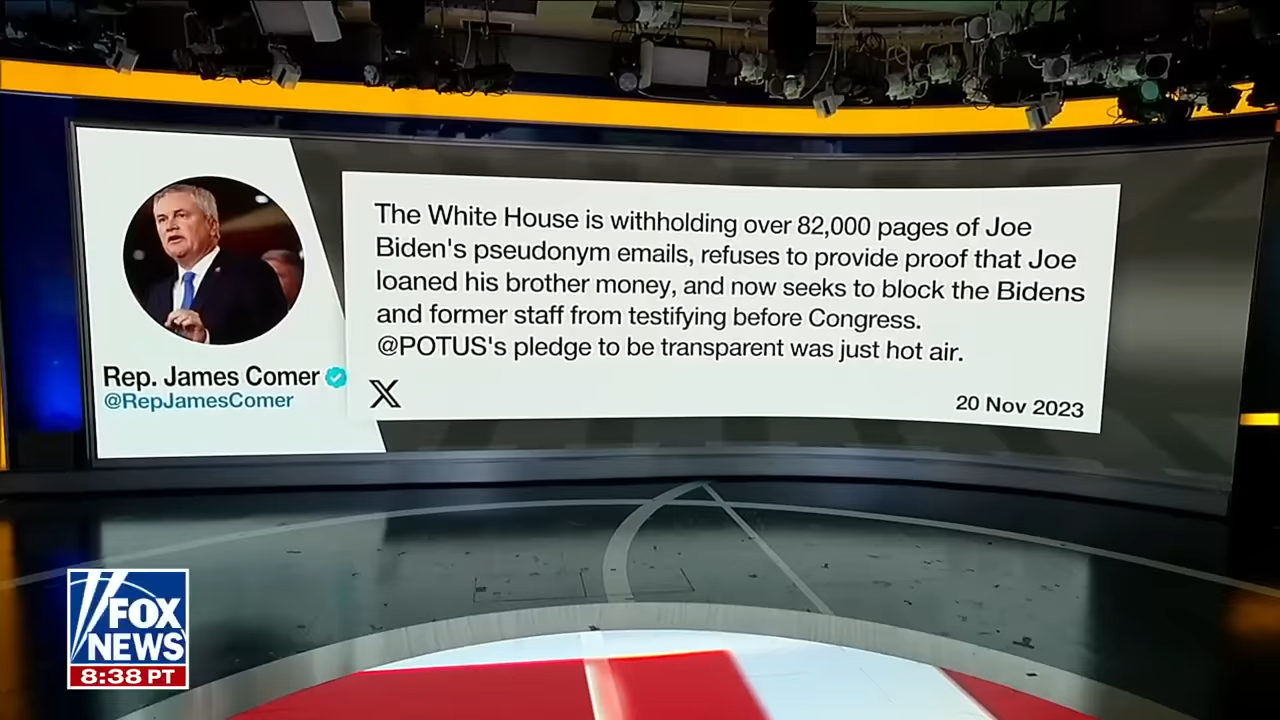 The White House is withholding over 82,000 pages of Joe
Biden's pseudonym emails, refuses to provide proof that Joe
loaned his brother money, and now seeks to block the Bidens
and former staff from testifying before Congress.
@POTUS's pledge to be transparent was just hot air.
Rep. James Comer
@RepJamesComer
X
20 Nov 2023
FOX
NEWS
8:38 PT